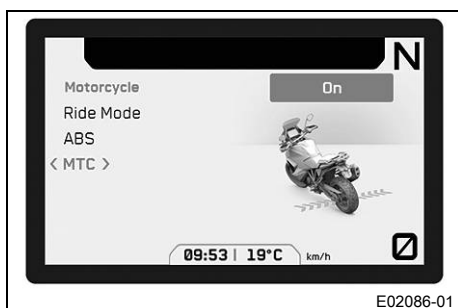 N
Motorcycle
On
Ride Mode
ABS
< MTC >
09:53 | 19°C km/h
0
E02086-01